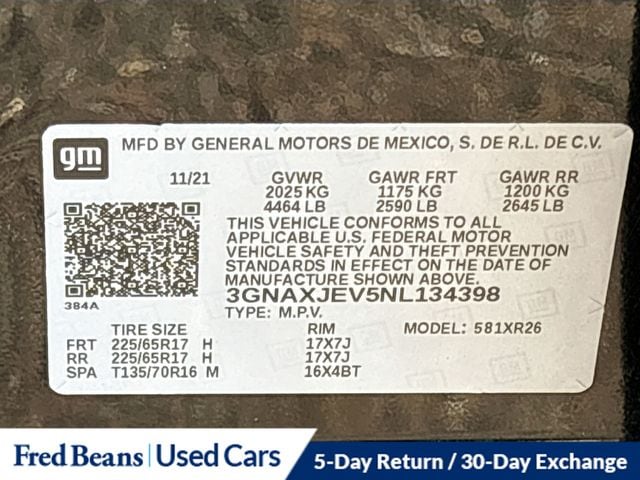 gm
MFD BY GENERAL MOTORS DE MEXICO, S. DE R.L. DE C.V.
11/21 GVWR GAWR FRT GAWR RR
2025 KG 1175 KG 1200 KG
4464 LB 2590 LB 2645 LB
THIS VEHICLE CONFORMS TO ALL
APPLICABLE U.S. FEDERAL MOTOR
VEHICLE SAFETY AND THEFT PREVENTION
STANDARDS IN EFFECT ON THE DATE OF
MANUFACTURE SHOWN ABOVE.
3GNAXJEV5NL134398
384A
TYPE: M.P.V.
TIRE SIZE RIM MODEL: 581XR26
FRT 225/65R17 H 17X7J
RR 225/65R17 H 17X7J
SPA T135/70R16 M 16X4BT
Fred Beans | Used Cars
5-Day Return / 30-Day Exchange